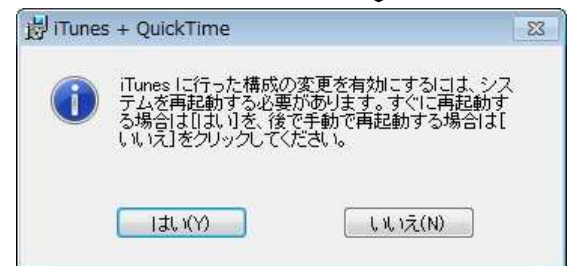 iTunes + QuickTime
iTunes に行った構成の変更を有効にするには、シス
テムを再起動する必要があります。すぐに再起動す
る場合は[はい]を、後で手動で再起動する場合は[
いいえ]をクリックしてください。
はい(Y)
いいえ(N)